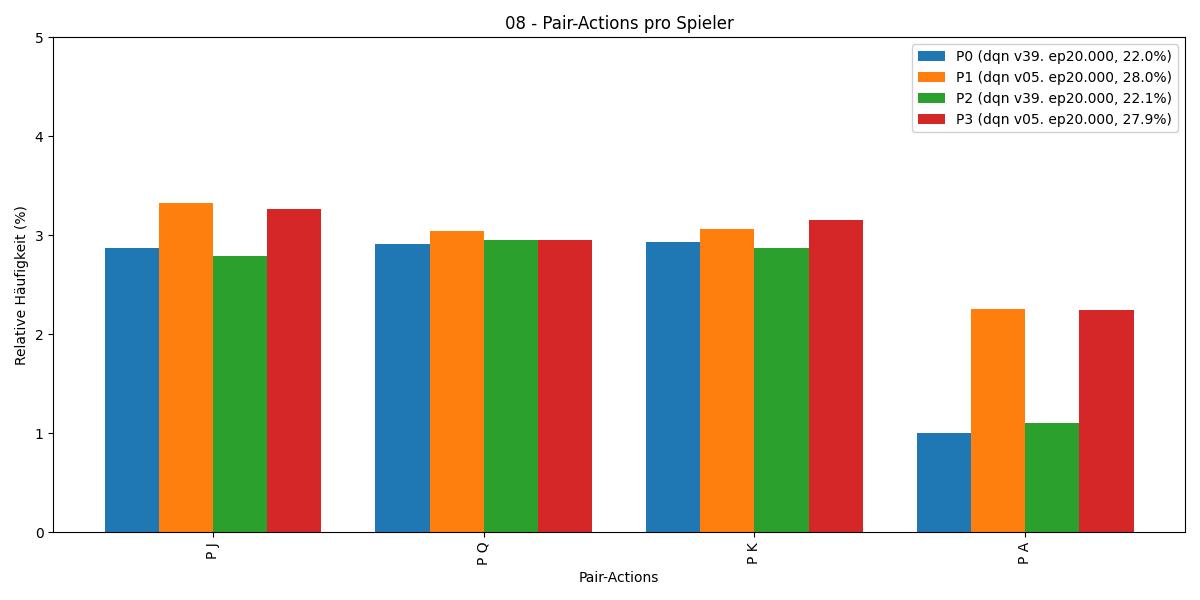 08 - Pair-Actions pro Spieler
Relative Häufigkeit (%)
5
4
3
2
1
0
P0 (dqn v39. ep20.000, 22.0%)
P1 (dqn v05. ep20.000, 28.0%)
P2 (dqn v39. ep20.000, 22.1%)
P3 (dqn v05. ep20.000, 27.9%)
P J
P Q
P K
P A
Pair-Actions